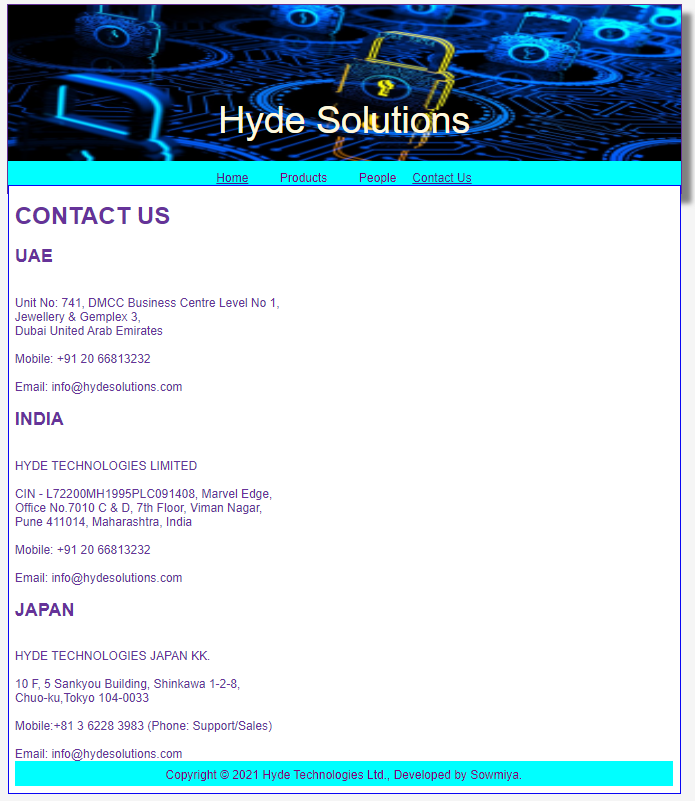 Hyde Solutions
Home Products People Contact Us
CONTACT US
UAE
Unit No: 741, DMCC Business Centre Level No 1,
Jewellery & Gemplex 3,
Dubai United Arab Emirates
Mobile: +91 20 66813232
Email: info@hydesolutions.com
INDIA
HYDE TECHNOLOGIES LIMITED
CIN - L72200MH1995PLC091408, Marvel Edge,
Office No.7010 C & D, 7th Floor, Viman Nagar,
Pune 411014, Maharashtra, India
Mobile: +91 20 66813232
Email: info@hydesolutions.com
JAPAN
HYDE TECHNOLOGIES JAPAN KK.
10 F, 5 Sankyou Building, Shinkawa 1-2-8,
Chuo-ku,Tokyo 104-0033
Mobile:+81 3 6228 3983 (Phone: Support/Sales)
Email: info@hydesolutions.com
Copyright © 2021 Hyde Technologies Ltd., Developed by Sowmiya.